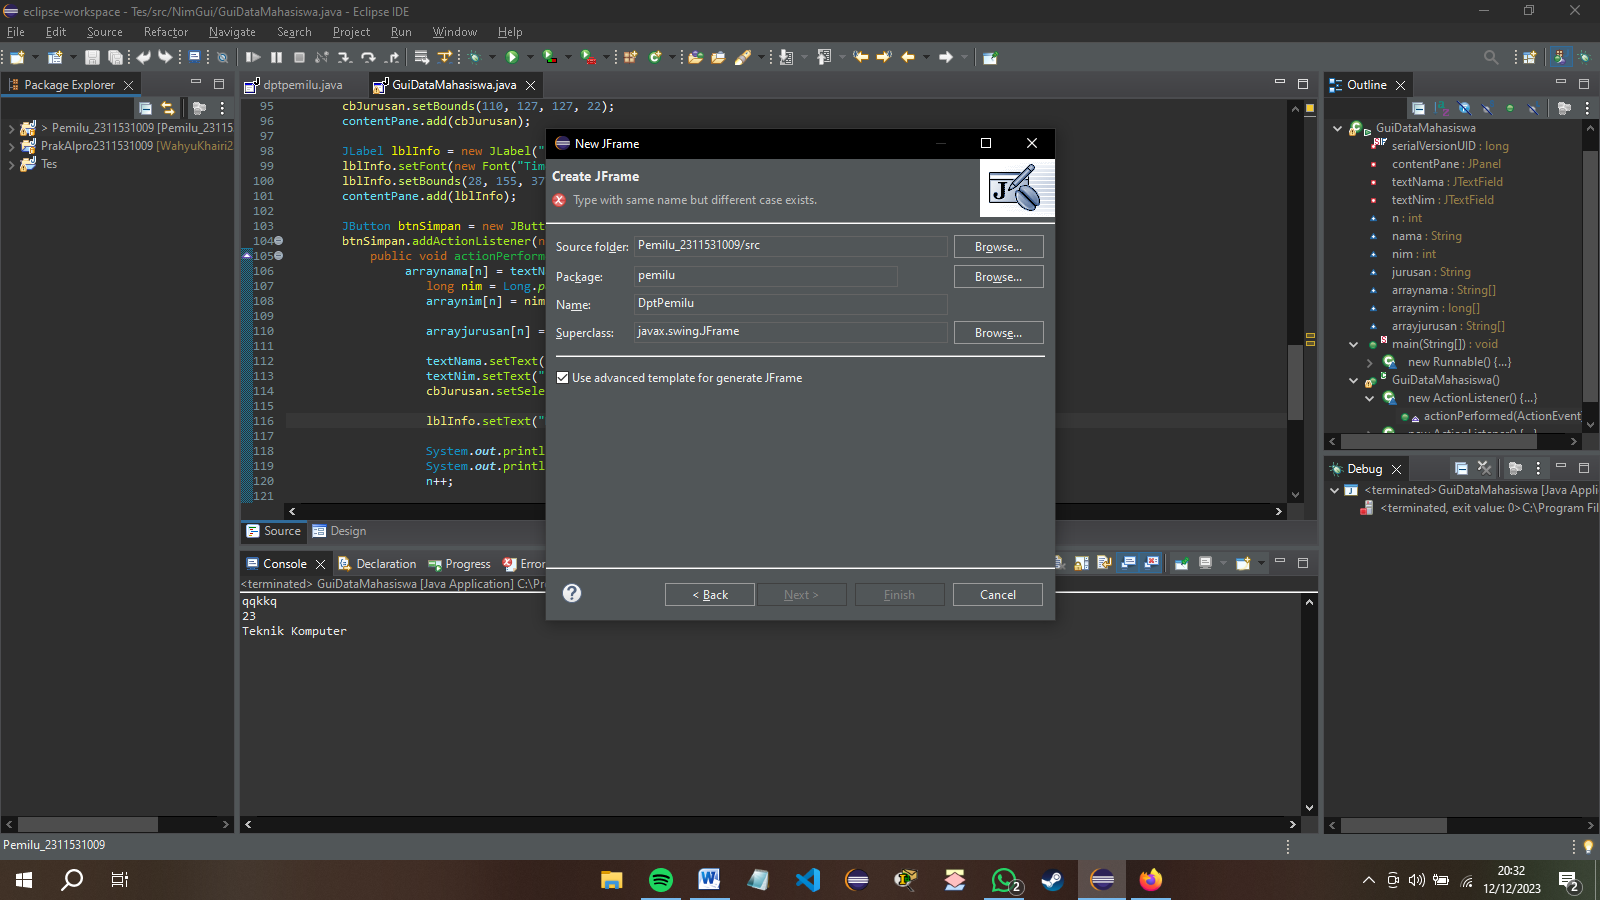 eclipse-workspace - Tes/src/NimGui/GuiDataMahasiswa.java - Eclipse IDE
File Edit Source Refactor Navigate Search Project Run Window Help
Package Explorer
> Pemilu_2311531009 [Pemilu_23115
PrakAlpro2311531009 [WahyuKhairi2
Tes
dptpemilu.java GuiDataMahasiswa.java
95 cbJurusan.setBounds(110, 127, 127, 22);
96 contentPane.add(cbJurusan);
97
98 JLabel lblInfo = new JLabel("
99 lblInfo.setFont(new Font("Tim
100 lblInfo.setBounds(28, 155, 37
101 contentPane.add(lblInfo);
102
103 JButton btnSimpan = new JButt
104 btnSimpan.addActionListener(n
105 public void actionPerform
106 arraynama[n] = textN
107 long nim = Long.p
108 arraynim[n] = nim
109
110 arrayjurusan[n] =
111
112 textNama.setText(
113 textNim.setText("
114 cbJurusan.setSele
115
116 lblInfo.setText("
117
118 System.out.printl
119 System.out.printl
120 n++;
121
Source Design
New JFrame
Create JFrame
Type with same name but different case exists.
Source folder: Pemilu_2311531009/src Browse...
Package: pemilu Browse...
Name: DptPemilu
Superclass: javax.swing.JFrame Browse...
Use advanced template for generate JFrame
< Back Next > Finish Cancel
Console Declaration Progress Error
<terminated> GuiDataMahasiswa [Java Application] C:\Pr
qqkkq
23
Teknik Komputer
Outline
GuiDataMahasiswa
serialVersionUID : long
contentPane : JPanel
textNama : JTextField
textNim : JTextField
n : int
nama : String
nim : int
jurusan : String
arraynama : String[]
arraynim : long[]
arrayjurusan : String[]
main(String[]) : void
new Runnable() {...}
GuiDataMahasiswa()
new ActionListener() {...}
actionPerformed(ActionEvent
new ActionListener() {...}
Debug
<terminated>GuiDataMahasiswa [Java Appli
<terminated, exit value: 0>C:\Program Fil
Pemilu_2311531009
20:32
12/12/2023
2
2